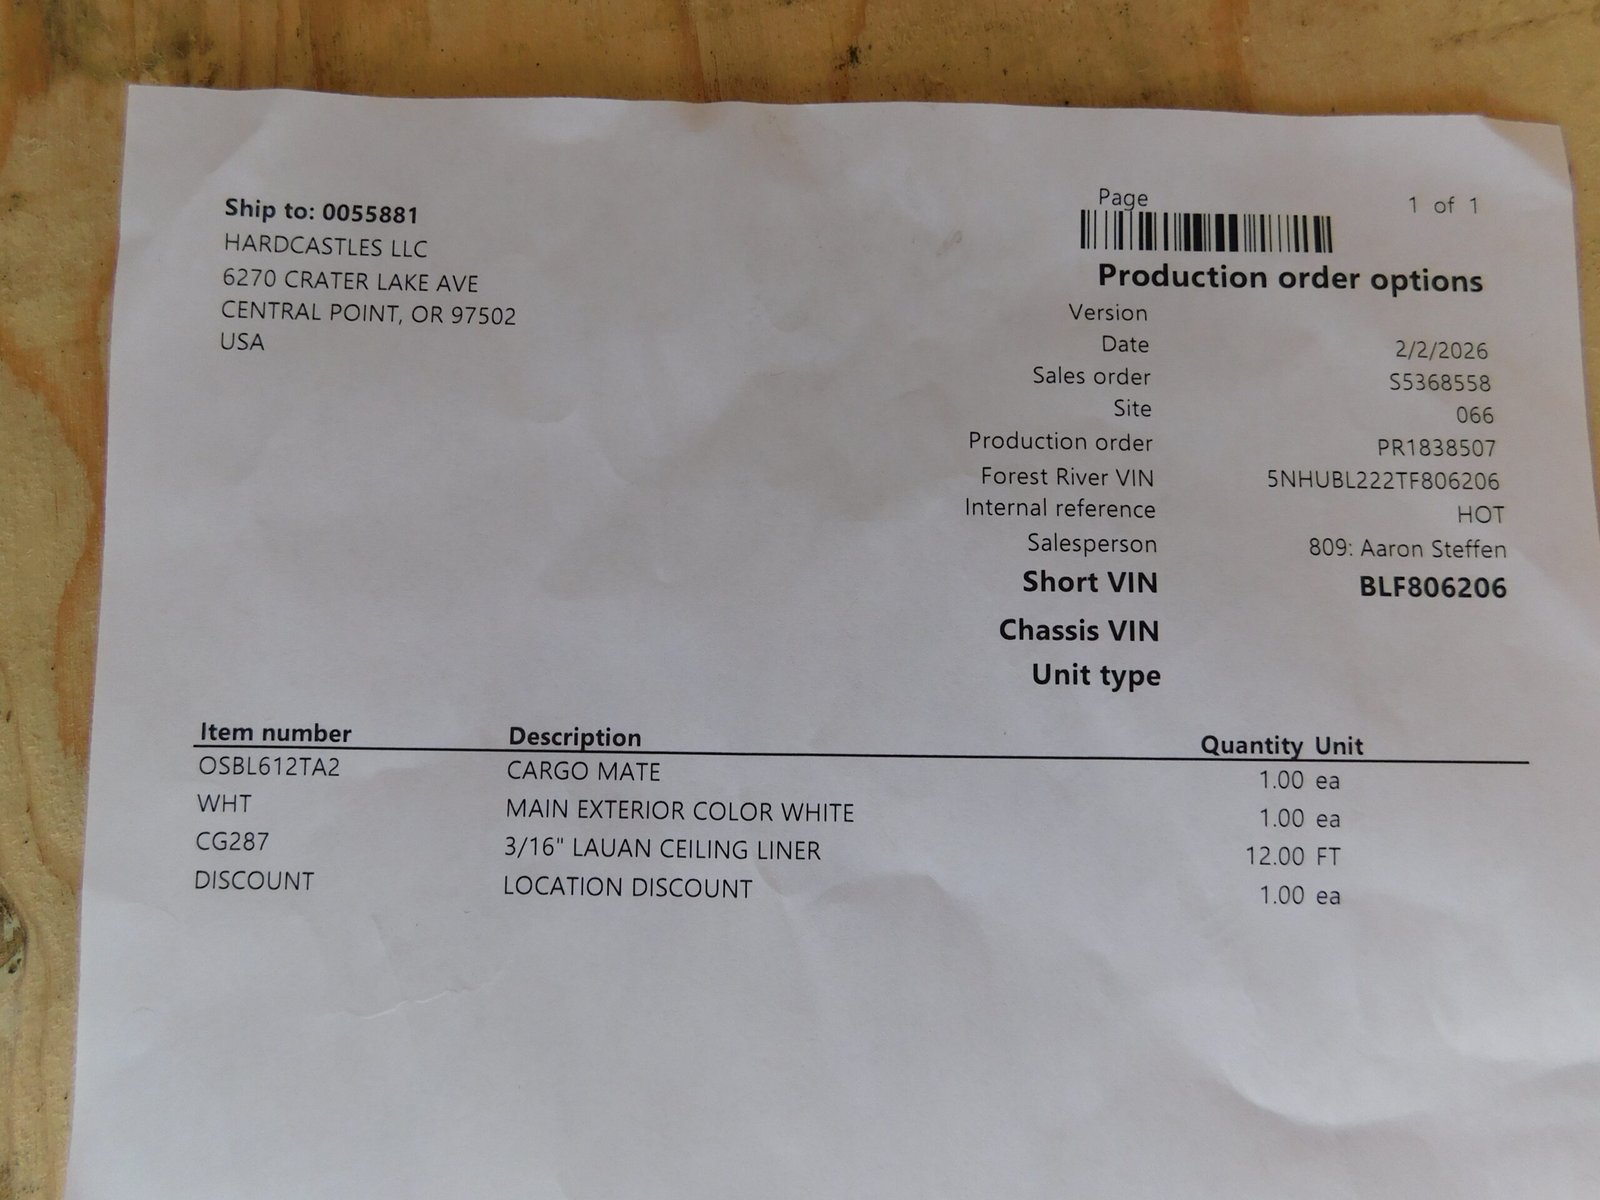 Ship to: 0055881
HARDCASTLES LLC
6270 CRATER LAKE AVE
CENTRAL POINT, OR 97502
USA
Page 1 of 1
Production order options
Version
Date 2/2/2026
Sales order S5368558
Site 066
Production order PR1838507
Forest River VIN 5NHUBL222TF806206
Internal reference HOT
Salesperson 809: Aaron Steffen
Short VIN BLF806206
Chassis VIN
Unit type
Item number Description Quantity Unit
OSBL612TA2 CARGO MATE 1.00 ea
WHT MAIN EXTERIOR COLOR WHITE 1.00 ea
CG287 3/16" LAUAN CEILING LINER 12.00 FT
DISCOUNT LOCATION DISCOUNT 1.00 ea